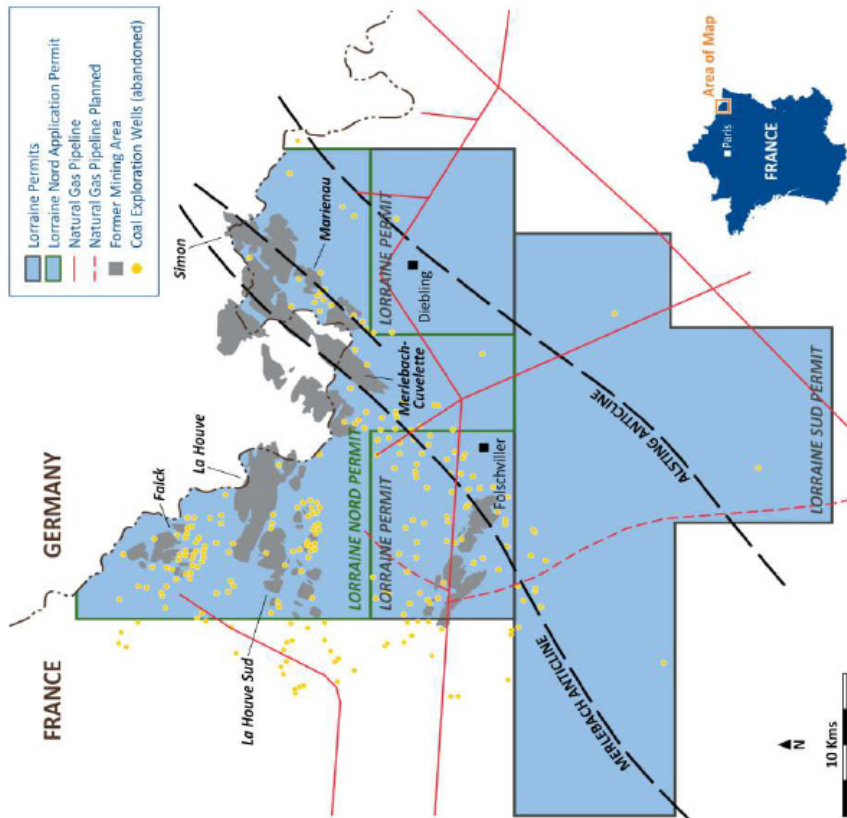 Lorraine Permits
Lorraine Nord Application Permit
Natural Gas Pipeline
Natural Gas Pipeline Planned
Former Mining Area
Coal Exploration Wells (abandoned)
FRANCE
GERMANY
Falck
La Houve
Simon
Marienau
La Houve Sud
Merlebach-
Cuvelette
LORRAINE NORD PERMIT
LORRAINE PERMIT
LORRAINE PERMIT
Diebling
Folschviller
MERLEBACH ANTICLINE
ALSTING ANTICLINE
LORRAINE SUD PERMIT
N
10 Kms
Area of Map
Paris
FRANCE